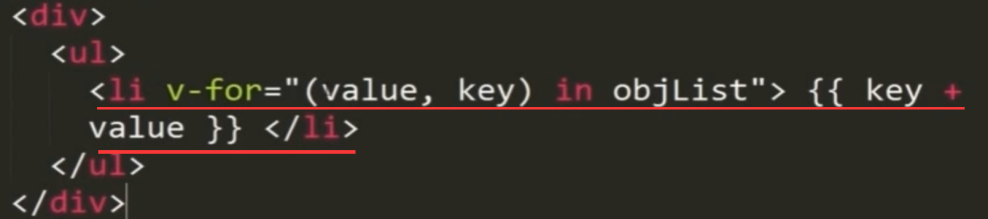 <div>
<ul>
<li v-for="(value, key) in objList"> {{ key +
value }} </li>
</ul>
</div>